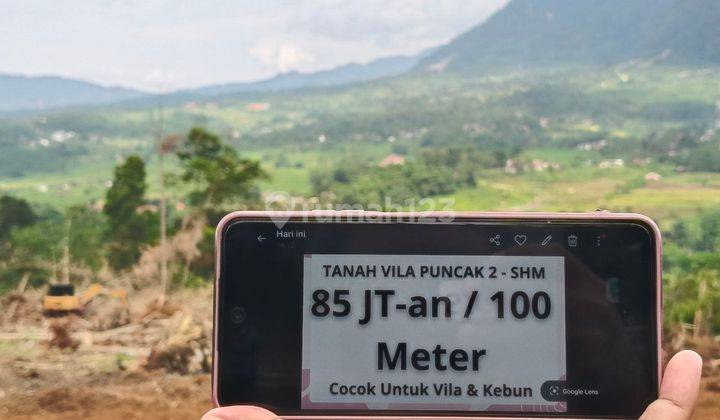 rumah123
Hari ini
TANAH VILA PUNCAK 2 - SHM
85 JT-an / 100
Meter
Cocok Untuk Vila & Kebun
Google Lens